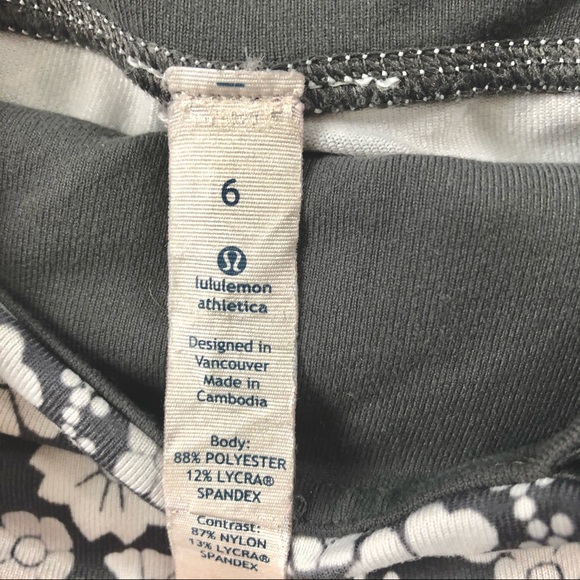 6
lululemon
athletica
Designed in
Vancouver
Made in
Cambodia
Body:
88% POLYESTER
12% LYCRA®
SPANDEX
Contrast:
87% NYLON
13% LYCRA®
SPANDEX